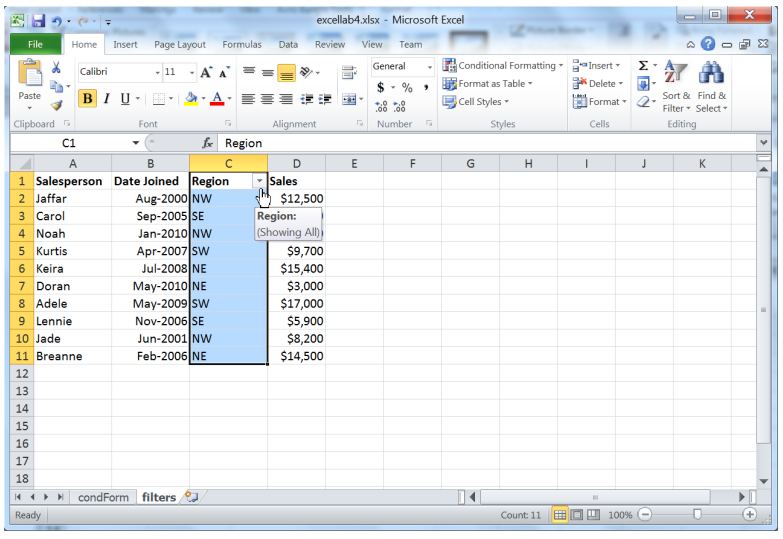 excellab4.xlsx - Microsoft Excel
File Home Insert Page Layout Formulas Data Review View Team
Paste
Calibri 11 A A
B I U A
General
$ % ,
.00 .0
Conditional Formatting
Format as Table
Cell Styles
Insert
Delete
Format
Σ
Sort & Filter
Find & Select
Clipboard Font Alignment Number Styles Cells Editing
C1 fx Region
A B C D E F G H I J K
1 Salesperson Date Joined Region Sales
2 Jaffar Aug-2000 NW $12,500
3 Carol Sep-2005 SE
Region:
4 Noah Jan-2010 NW
(Showing All)
5 Kurtis Apr-2007 SW $9,700
6 Keira Jul-2008 NE $15,400
7 Doran May-2010 NE $3,000
8 Adele May-2009 SW $17,000
9 Lennie Nov-2006 SE $5,900
10 Jade Jun-2001 NW $8,200
11 Breanne Feb-2006 NE $14,500
12
13
14
15
16
17
18
condForm filters
Ready Count: 11 100%